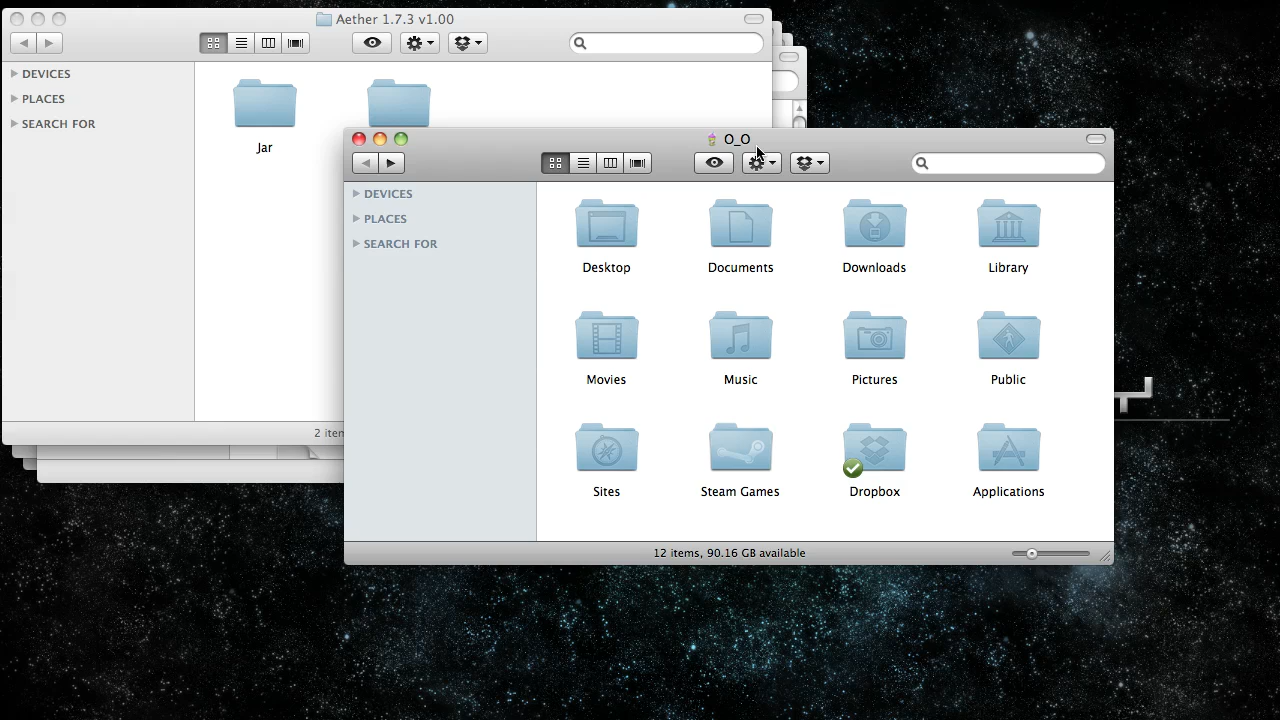 Aether 1.7.3 v1.00
DEVICES
PLACES
SEARCH FOR
Jar
2 item
O_O
DEVICES
PLACES
SEARCH FOR
Desktop
Documents
Downloads
Library
Movies
Music
Pictures
Public
Sites
Steam Games
Dropbox
Applications
12 items, 90.16 GB available